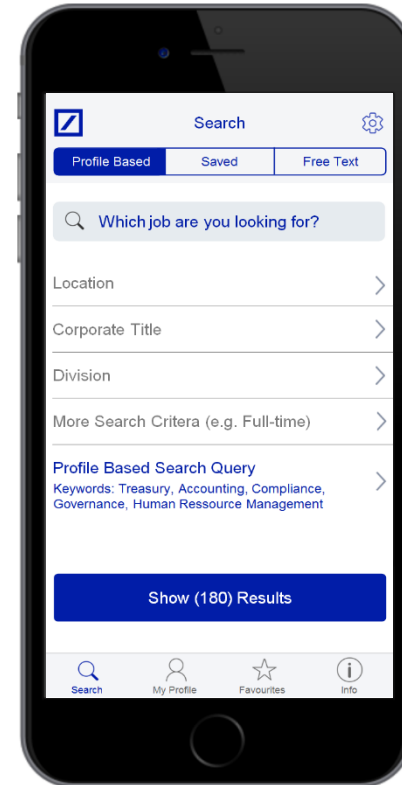 Search
Profile Based
Saved
Free Text
Which job are you looking for?
Location
Corporate Title
Division
More Search Critera (e.g. Full-time)
Profile Based Search Query
Keywords: Treasury, Accounting, Compliance,
Governance, Human Ressource Management
Show (180) Results
Search
My Profile
Favourites
Info